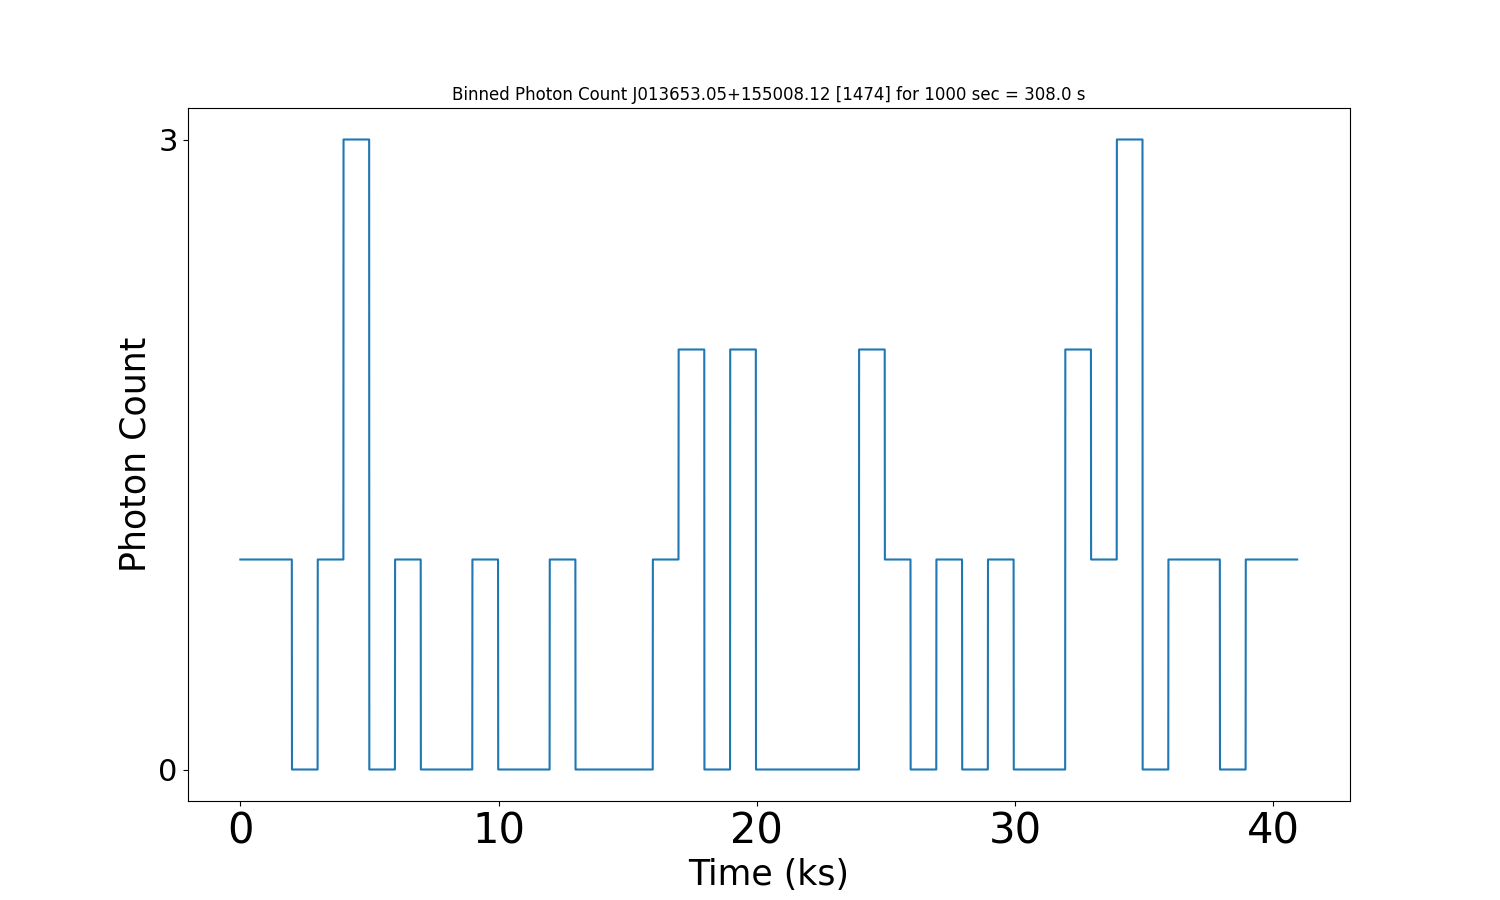 Binned Photon Count J013653.05+155008.12 [1474] for 1000 sec = 308.0 s
3
Photon Count
0
0 10 20 30 40
Time (ks)